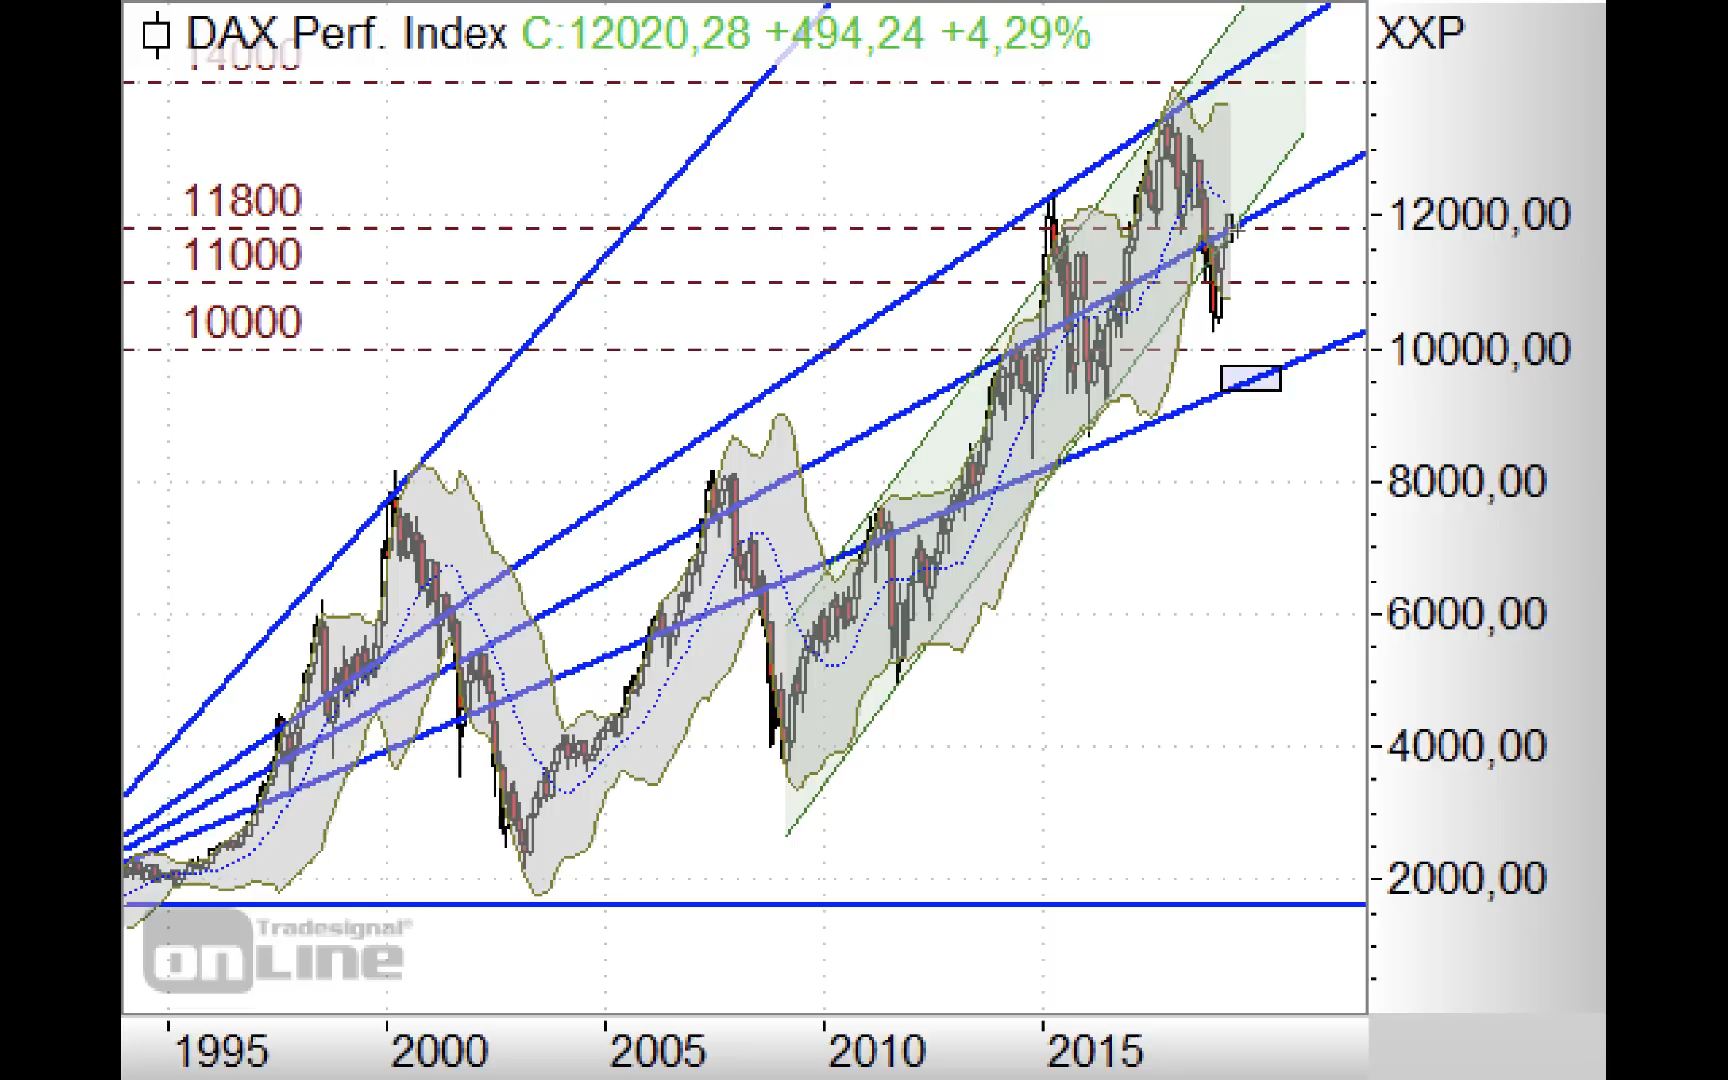 DAX Perf. Index C:12020,28 +494,24 +4,29%
XXP
14000
11800
11000
10000
12000,00
10000,00
8000,00
6000,00
4000,00
2000,00
Tradesignal®
onLine
1995 2000 2005 2010 2015